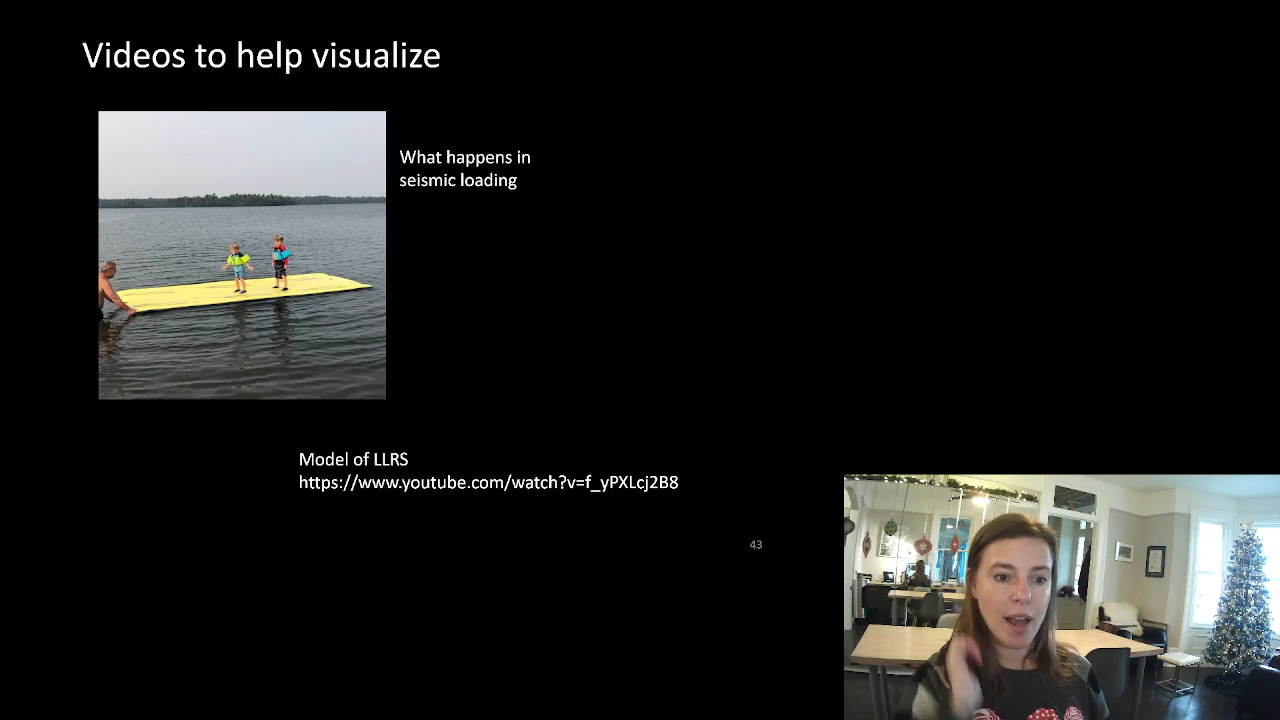 Videos to help visualize
What happens in
seismic loading
Model of LLRS
https://www.youtube.com/watch?v=f_yPXLcj2B8
43